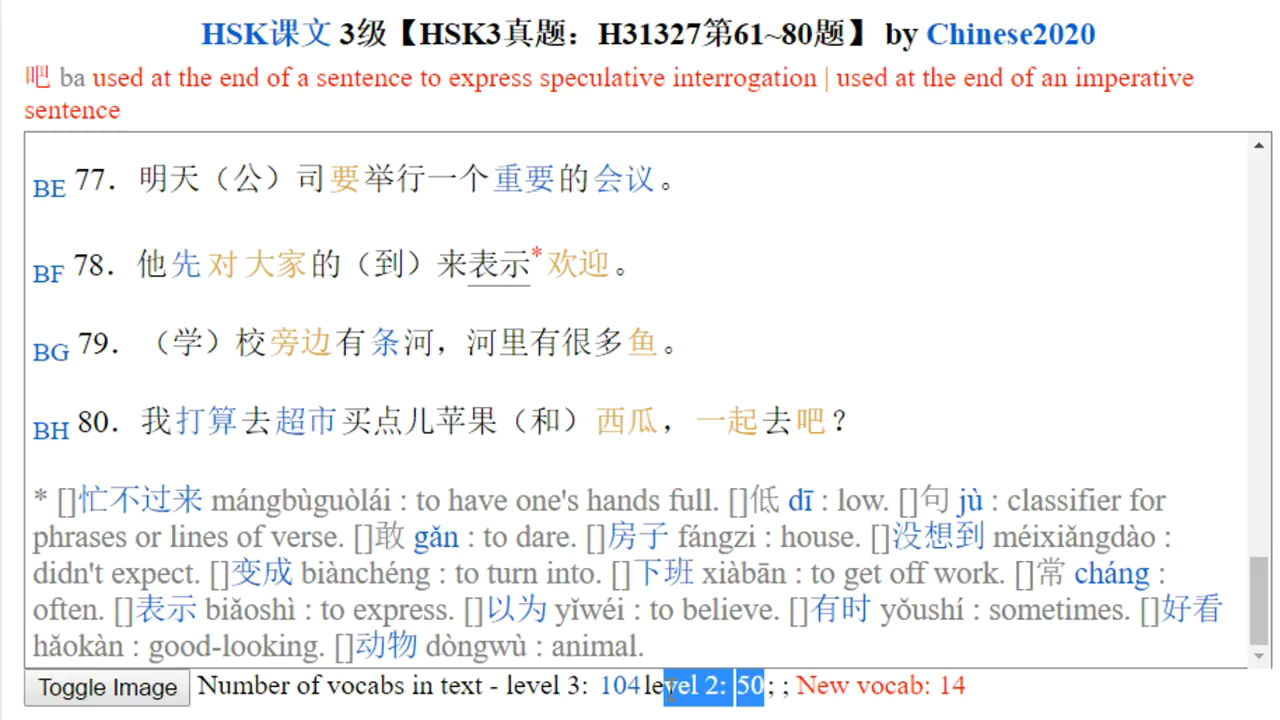 HSK课文 3级【HSK3真题：H31327第61~80题】 by Chinese2020
吧 ba used at the end of a sentence to express speculative interrogation | used at the end of an imperative
sentence
BE 77．明天（公）司要举行一个重要的会议。
BF 78．他先对大家的（到）来表示*欢迎。
BG 79．（学）校旁边有条河，河里有很多鱼。
BH 80．我打算去超市买点儿苹果（和）西瓜，一起去吧？
* []忙不过来 mángbùguòlái : to have one's hands full. []低 dī : low. []句 jù : classifier for
phrases or lines of verse. []敢 gǎn : to dare. []房子 fángzi : house. []没想到 méixiǎngdào :
didn't expect. []变成 biànchéng : to turn into. []下班 xiàbān : to get off work. []常 cháng :
often. []表示 biǎoshì : to express. []以为 yǐwéi : to believe. []有时 yǒushí : sometimes. []好看
hǎokàn : good-looking. []动物 dòngwù : animal.
Toggle Image Number of vocabs in text - level 3: 104 level 2: 50; ; New vocab: 14